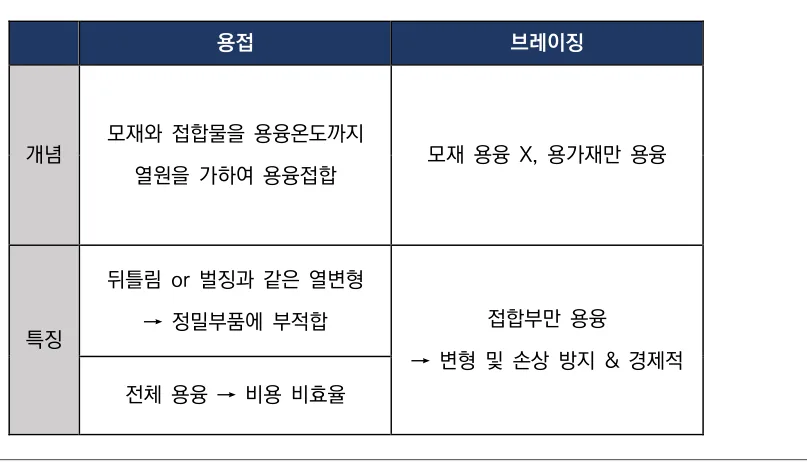 용접
브레이징
개념
모재와 접합물을 용융온도까지
열원을 가하여 용융접합
모재 용융 X, 용가재만 용융
특징
뒤틀림 or 벌징과 같은 열변형
→ 정밀부품에 부적합
전체 용융 → 비용 비효율
접합부만 용융
→ 변형 및 손상 방지 & 경제적